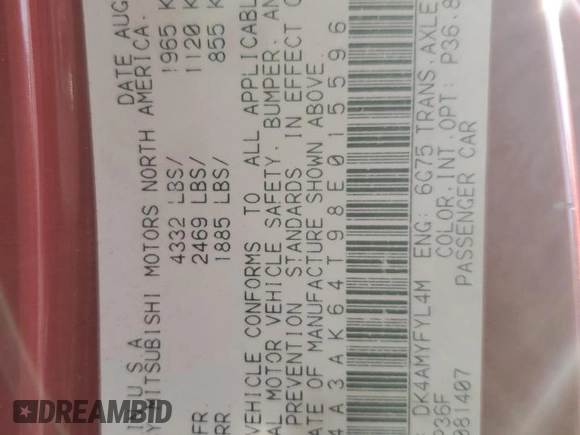 U.S.A DATE AUG
MITSUBISHI MOTORS NORTH AMERICA.
4332 LBS/ 1965 K
FR. 2469 LBS/ 1120 K
RR. 1885 LBS/ 855 K
VEHICLE CONFORMS TO ALL APPLICABL
AL MOTOR VEHICLE SAFETY, BUMPER, AN
PREVENTION STANDARDS IN EFFECT O
ATE OF MANUFACTURE SHOWN ABOVE.
4A3AK64T98E015596
DK4AMYFYL4M ENG: 6G75 TRANS. AXLE
P36F COLOR. INT. OPT: P36.8
081407 PASSENGER CAR
DREAMBID